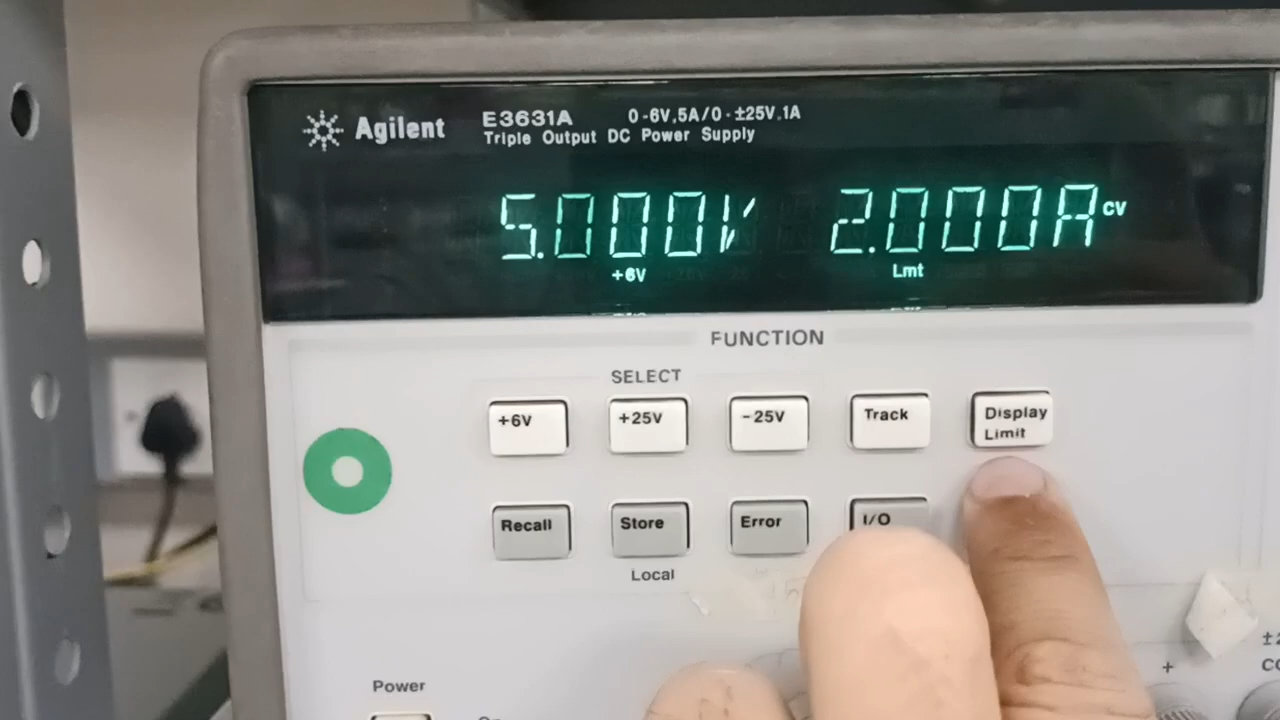 Agilent
E3631A 0-6V,5A/0-±25V,1A
Triple Output DC Power Supply
5.000V 2.000A CV
+6V Lmt
FUNCTION
SELECT
+6V +25V -25V Track Display Limit
Recall Store Error I/O
Local
Power
+